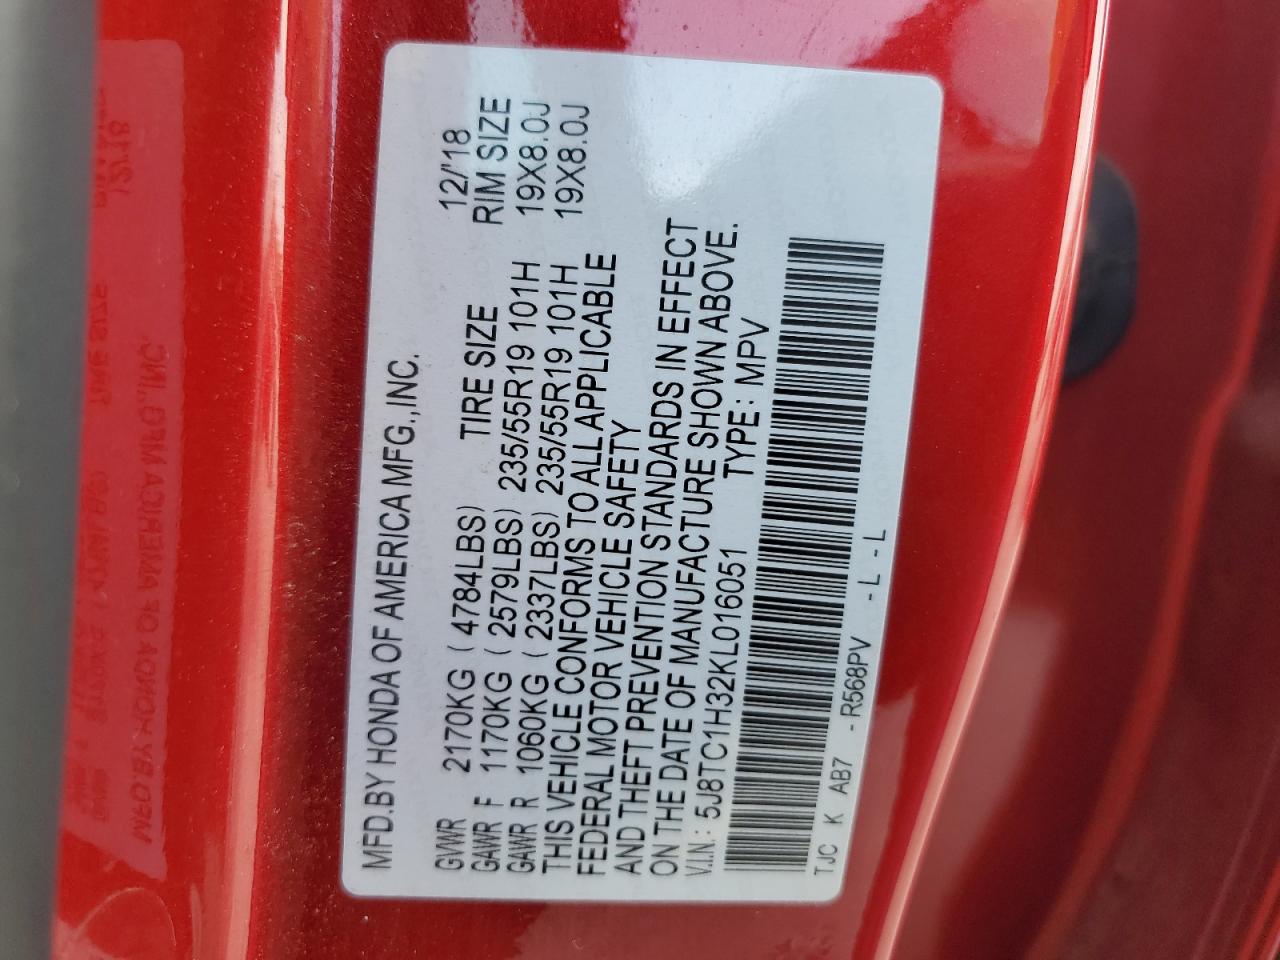 MFD.BY HONDA OF AMERICA MFG.,INC.
GVWR 2170KG ( 4784LBS) 12/'18
TIRE SIZE RIM SIZE
GAWR F 1170KG ( 2579LBS) 235/55R19 101H 19X8.0J
GAWR R 1060KG ( 2337LBS) 235/55R19 101H 19X8.0J
THIS VEHICLE CONFORMS TO ALL APPLICABLE
FEDERAL MOTOR VEHICLE SAFETY
AND THEFT PREVENTION STANDARDS IN EFFECT
ON THE DATE OF MANUFACTURE SHOWN ABOVE.
V.I.N.: 5J8TC1H32KL016051 TYPE: MPV
TJC K AB7 -R568PV -L-L